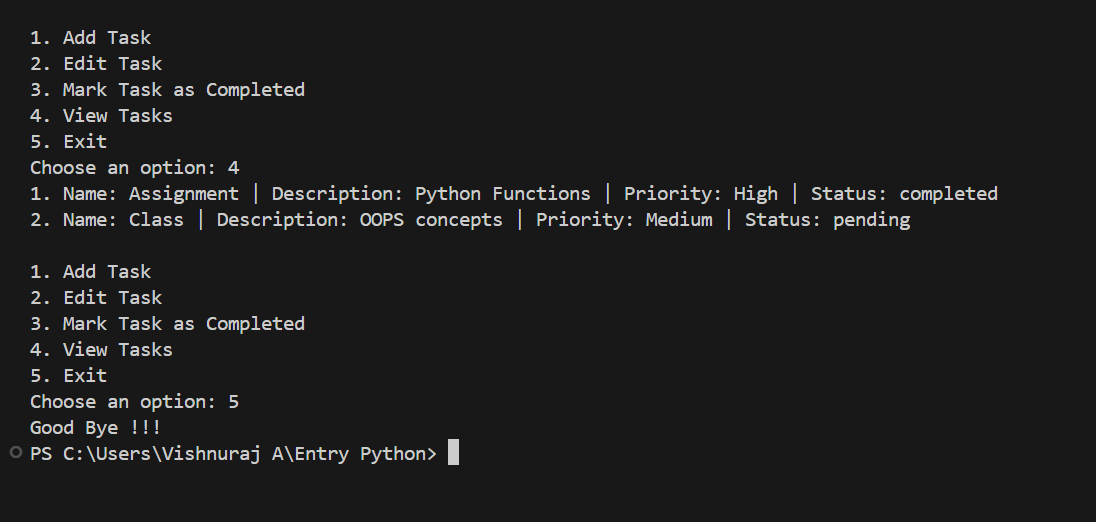 1. Add Task
2. Edit Task
3. Mark Task as Completed
4. View Tasks
5. Exit
Choose an option: 4
1. Name: Assignment | Description: Python Functions | Priority: High | Status: completed
2. Name: Class | Description: OOPS concepts | Priority: Medium | Status: pending
1. Add Task
2. Edit Task
3. Mark Task as Completed
4. View Tasks
5. Exit
Choose an option: 5
Good Bye !!!
PS C:\Users\Vishnuraj A\Entry Python>